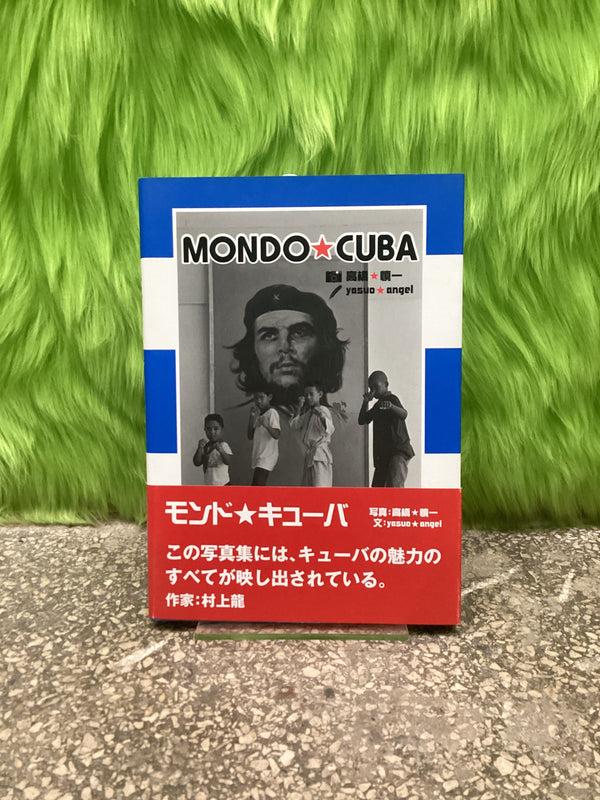 MONDO★CUBA
高橋★慎一
yasuo★angel
モンド★キューバ
写真:高橋★慎一
文:yasuo★angel
この写真集には、キューバの魅力の
すべてが映し出されている。
作家:村上龍